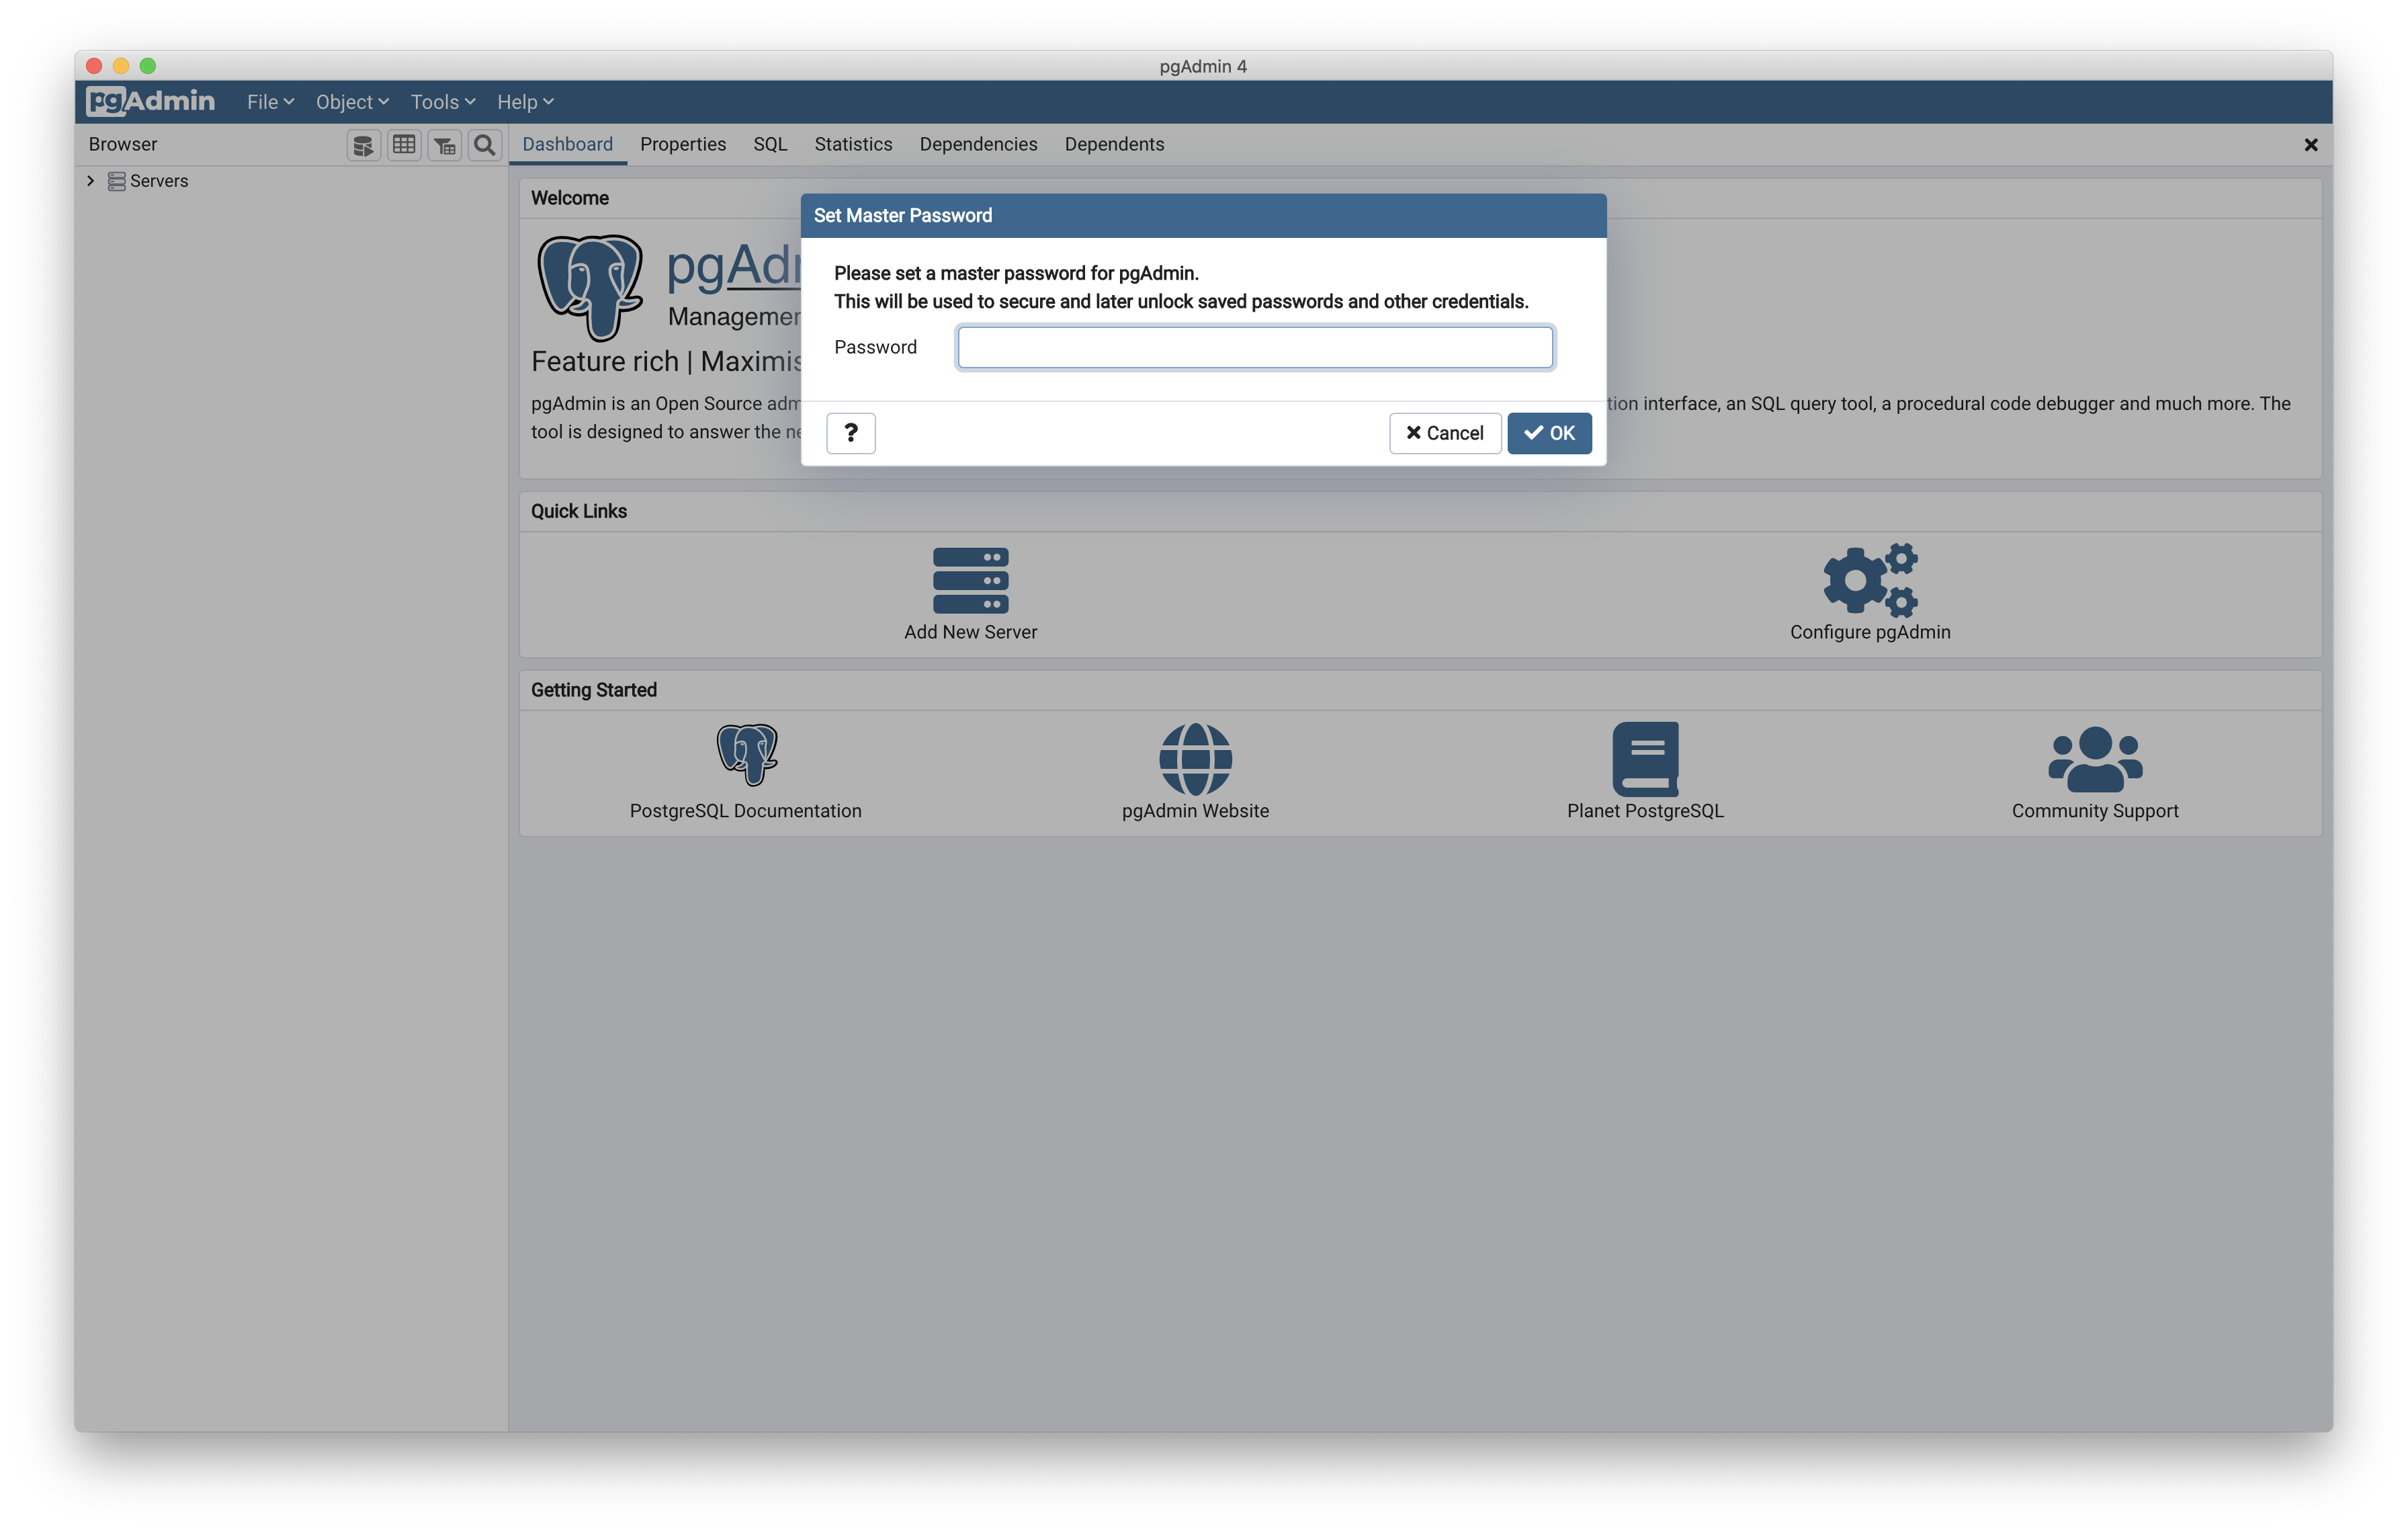 pgAdmin 4
pgAdmin File Object Tools Help
Browser
Dashboard Properties SQL Statistics Dependencies Dependents
Servers
Welcome
Set Master Password
Please set a master password for pgAdmin.
This will be used to secure and later unlock saved passwords and other credentials.
Password
? Cancel OK
pgAd
Managemen
Feature rich | Maximis
pgAdmin is an Open Source adm
tion interface, an SQL query tool, a procedural code debugger and much more. The
tool is designed to answer the ne
Quick Links
Add New Server
Configure pgAdmin
Getting Started
PostgreSQL Documentation
pgAdmin Website
Planet PostgreSQL
Community Support